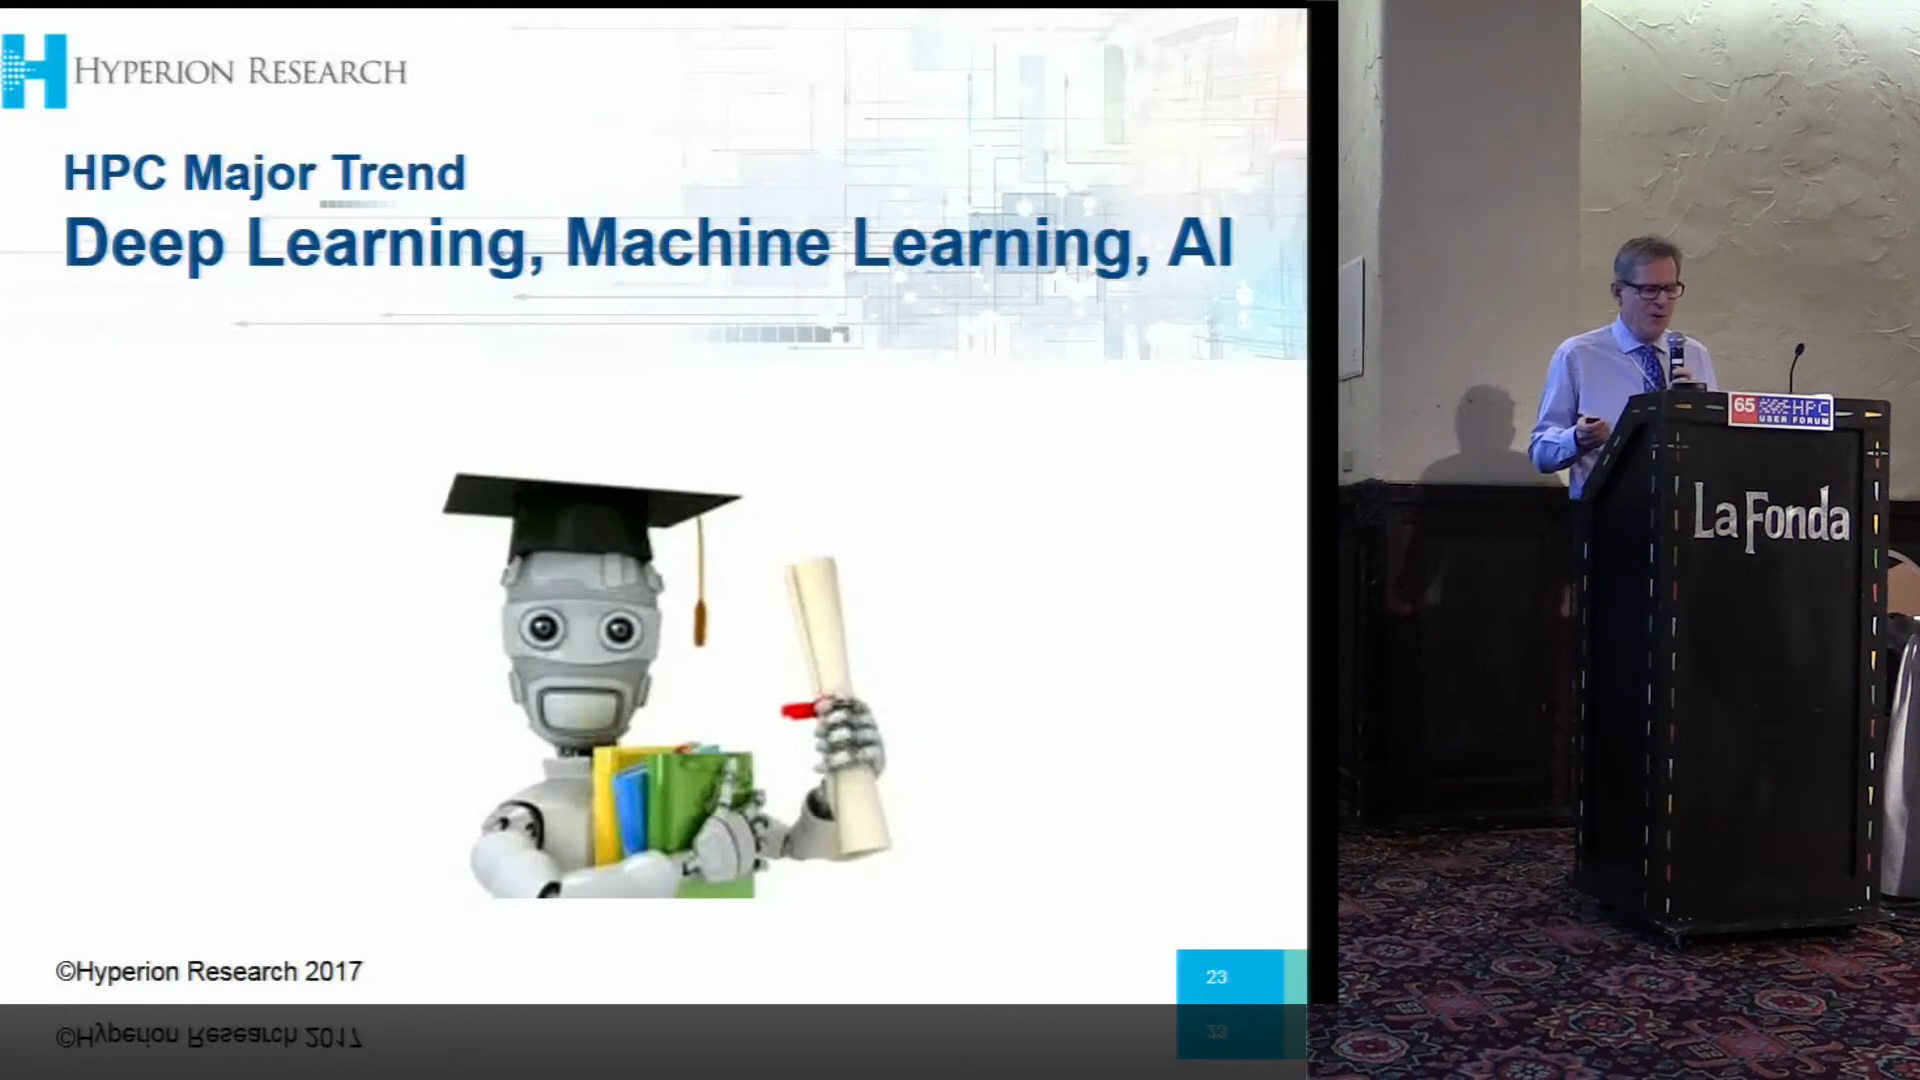 HYPERION RESEARCH
HPC Major Trend
Deep Learning, Machine Learning, AI
©Hyperion Research 2017
23
65 HPC
USER FORUM
La Fonda